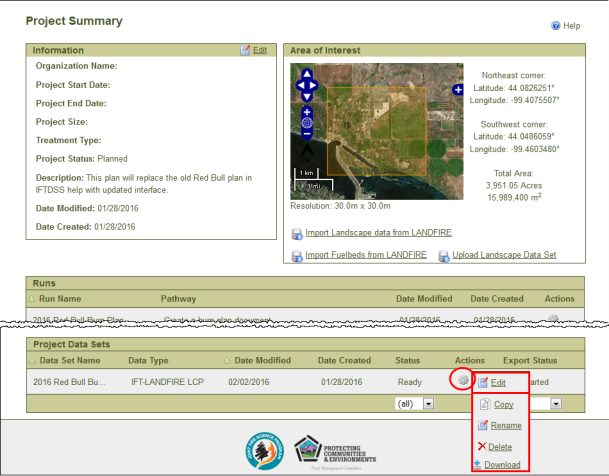 Project Summary
Help
Information
Edit
Organization Name:
Project Start Date:
Project End Date:
Project Size:
Treatment Type:
Project Status: Planned
Description: This plan will replace the old Red Bull plan in
IFTDSS help with updated interface.
Date Modified: 01/28/2016
Date Created: 01/28/2016
Area of Interest
1 km
1 mi
Resolution: 30.0m x 30.0m
Northeast corner:
Latitude: 44.0826251°
Longitude: -99.4075507°
Southwest corner:
Latitude: 44.0486059°
Longitude: -99.4603480°
Total Area:
3,951.05 Acres
15,989,400 m2
Import Landscape data from LANDFIRE
Import Fuelbeds from LANDFIRE Upload Landscape Data Set
Runs
Run Name Pathway Date Modified Date Created Actions
2016 Red Bull Burn Plan Create a burn plan document 01/28/2016 01/28/2016
Project Data Sets
Data Set Name Data Type Date Modified Date Created Status Actions Export Status
2016 Red Bull Bu... IFT-LANDFIRE LCP 02/02/2016 01/28/2016 Ready Edit arted
(all) Copy
Rename
Delete
Download
PROTECTING
COMMUNITIES
& ENVIRONMENTS